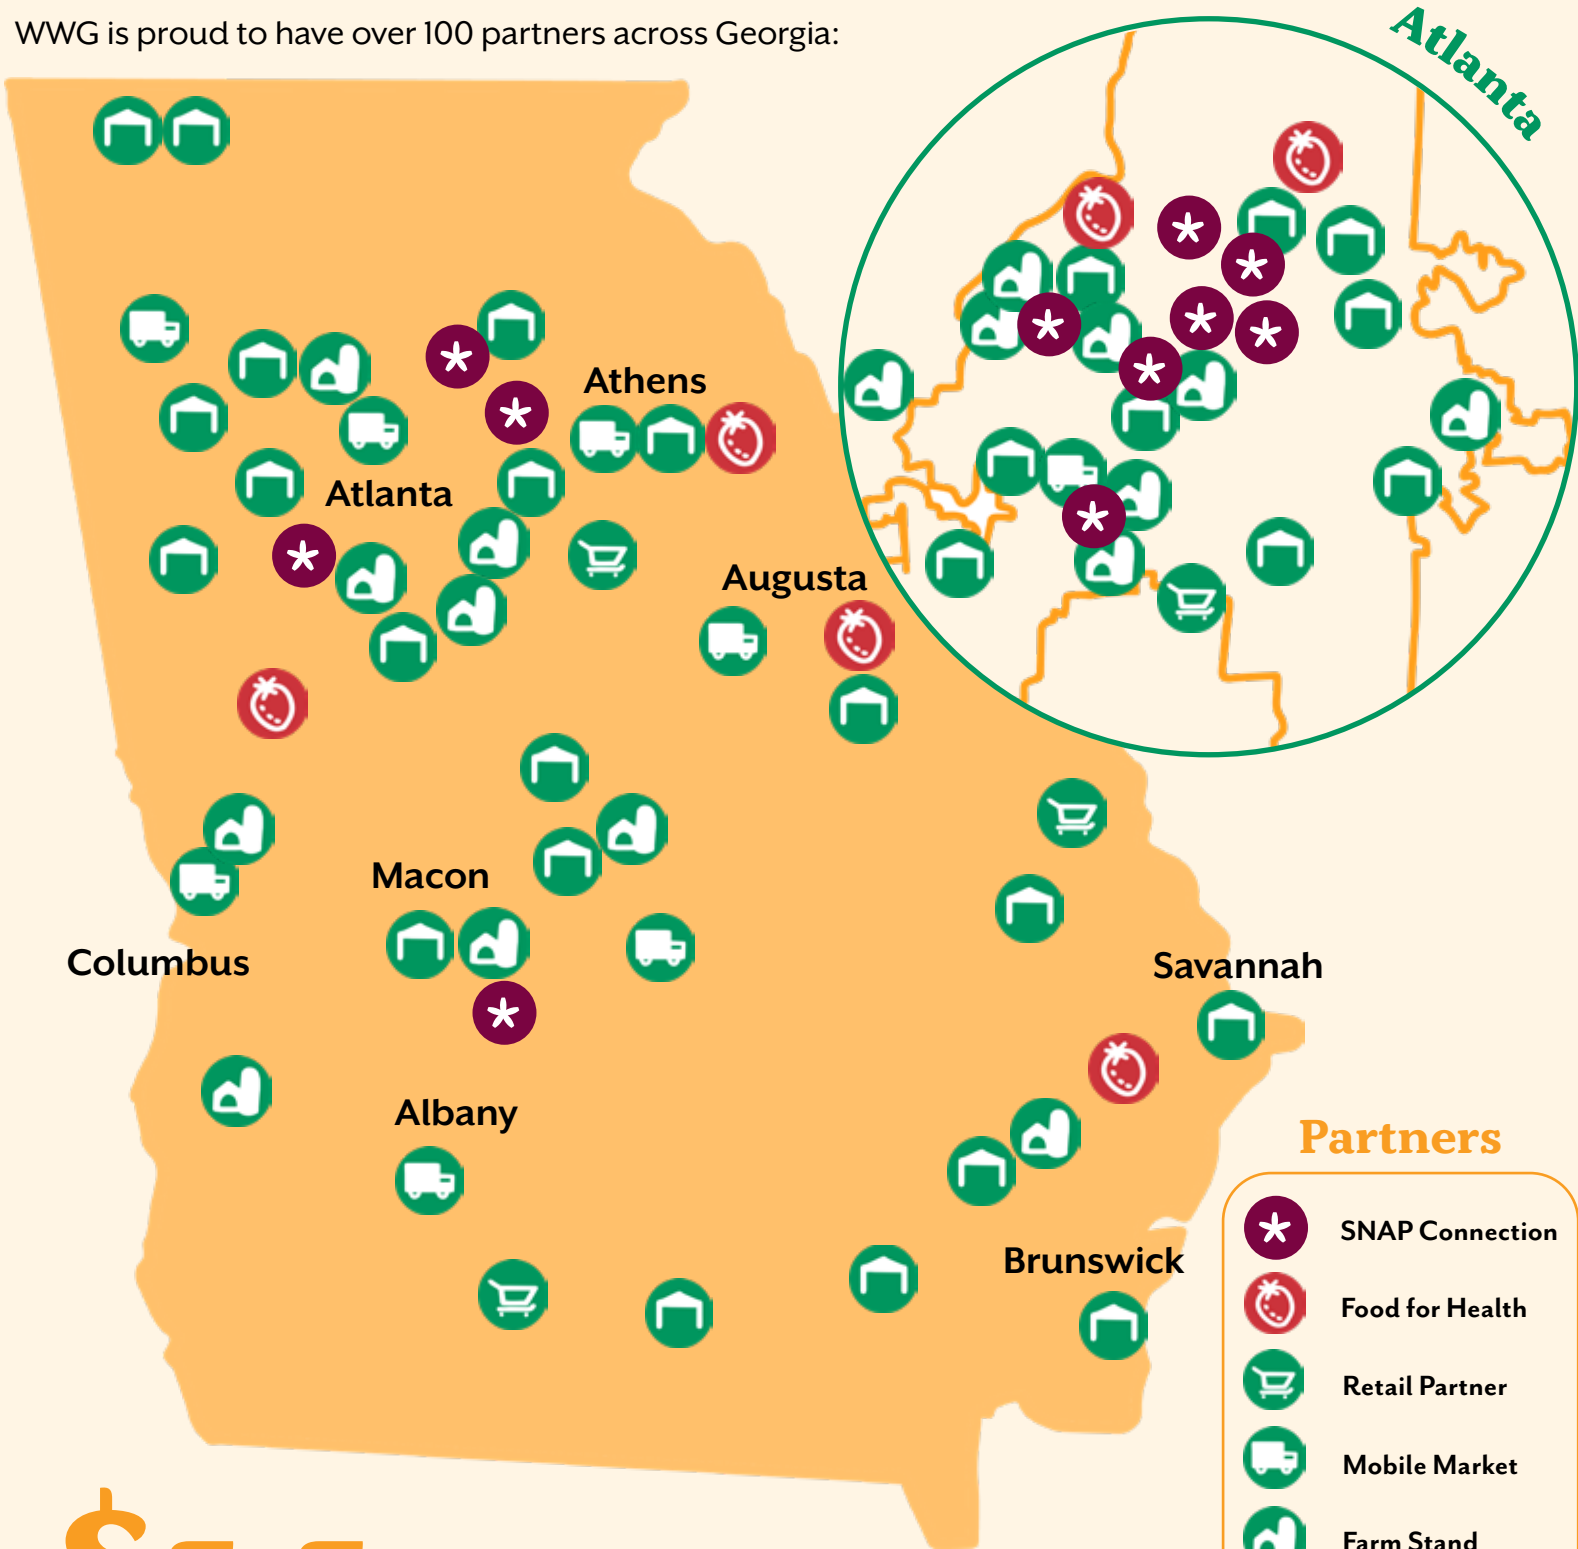 WWG is proud to have over 100 partners across Georgia:
Atlanta
Athens
Atlanta
Augusta
Macon
Columbus
Savannah
Albany
Brunswick
Partners
SNAP Connection
Food for Health
Retail Partner
Mobile Market
Farm Stand